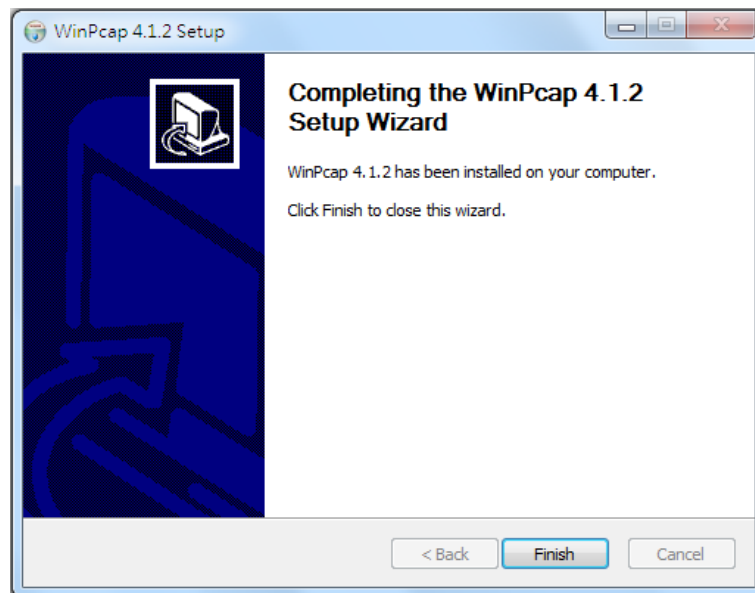 WinPcap 4.1.2 Setup
Completing the WinPcap 4.1.2
Setup Wizard
WinPcap 4.1.2 has been installed on your computer.
Click Finish to close this wizard.
< Back
Finish
Cancel